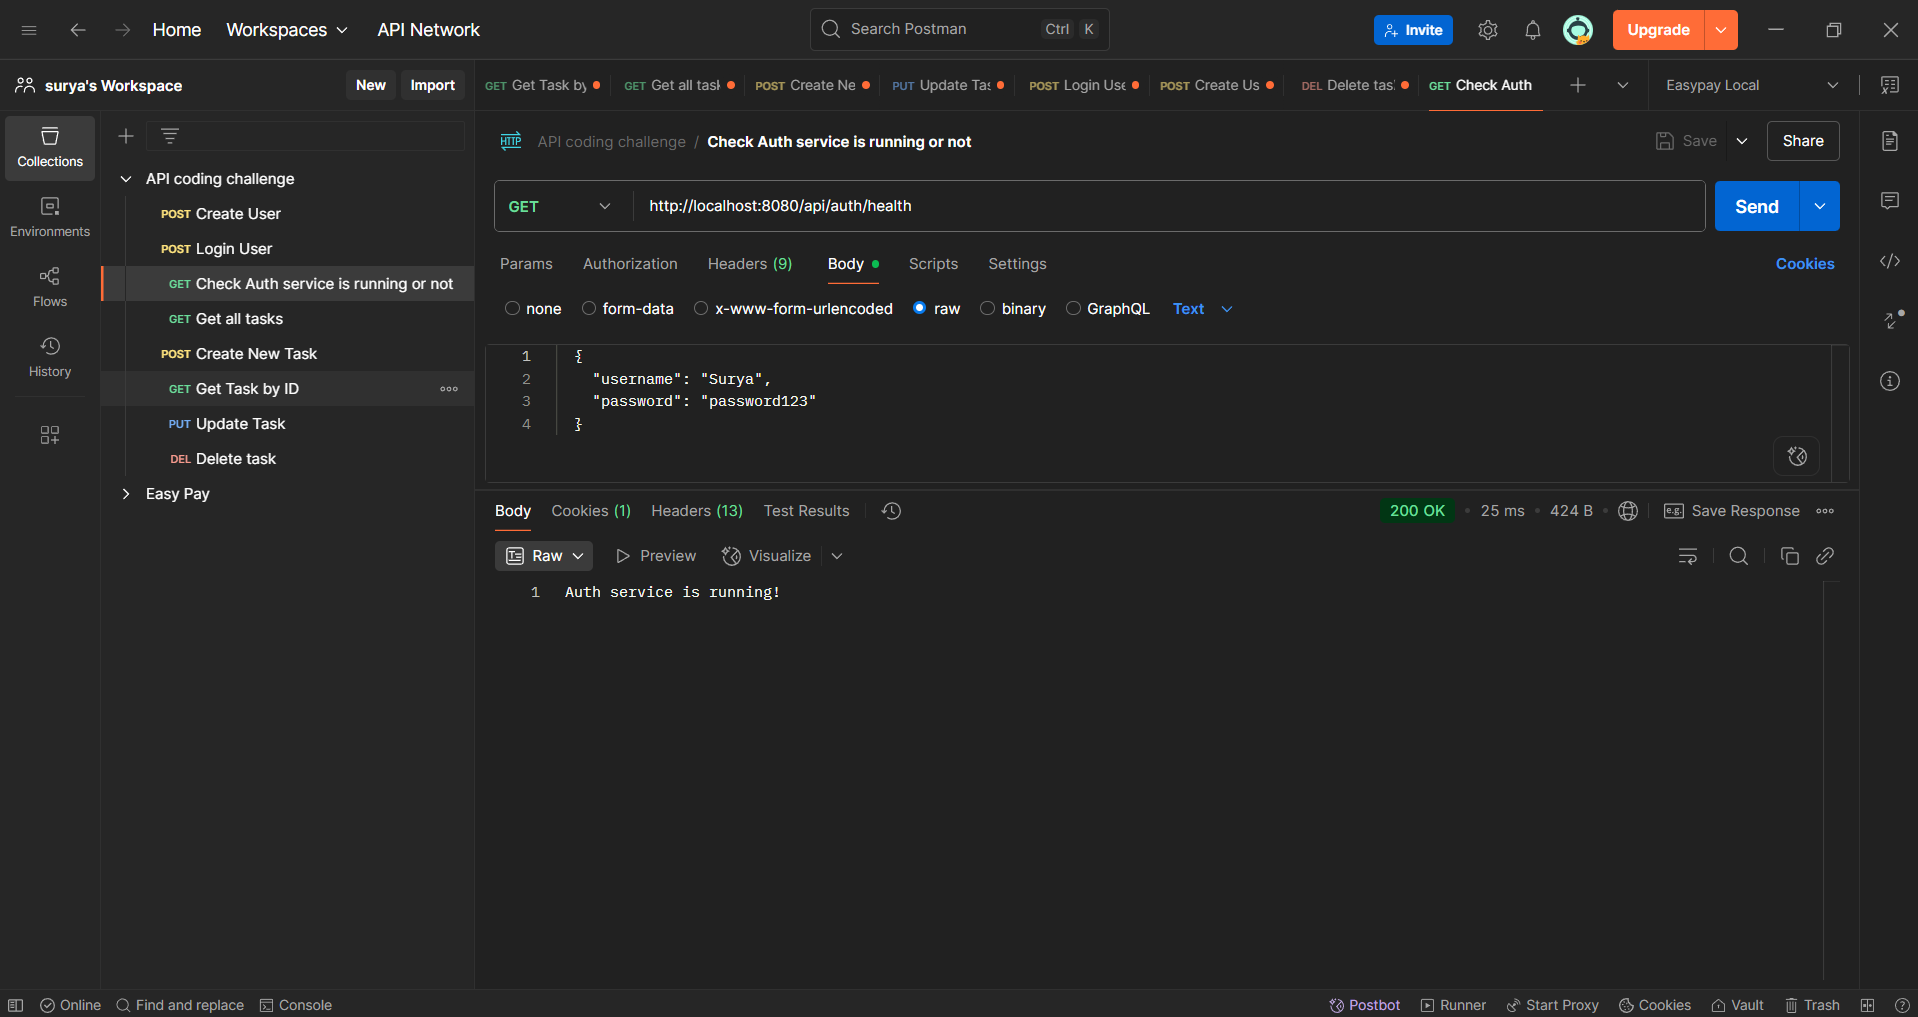 Home Workspaces API Network Search Postman Ctrl K Invite Upgrade
surya's Workspace New Import
GET Get Task by GET Get all task POST Create Ne PUT Update Tas POST Login Use POST Create Us DEL Delete tas GET Check Auth Easypay Local
Collections
Environments
Flows
History
API coding challenge
POST Create User
POST Login User
GET Check Auth service is running or not
GET Get all tasks
POST Create New Task
GET Get Task by ID
PUT Update Task
DEL Delete task
Easy Pay
HTTP API coding challenge / Check Auth service is running or not Save Share
GET http://localhost:8080/api/auth/health Send
Params Authorization Headers (9) Body Scripts Settings Cookies
none form-data x-www-form-urlencoded raw binary GraphQL Text
1 {
2 "username": "Surya",
3 "password": "password123"
4 }
Body Cookies (1) Headers (13) Test Results 200 OK 25 ms 424 B e.g. Save Response
Raw Preview Visualize
1 Auth service is running!
Online Find and replace Console Postbot Runner Start Proxy Cookies Vault Trash